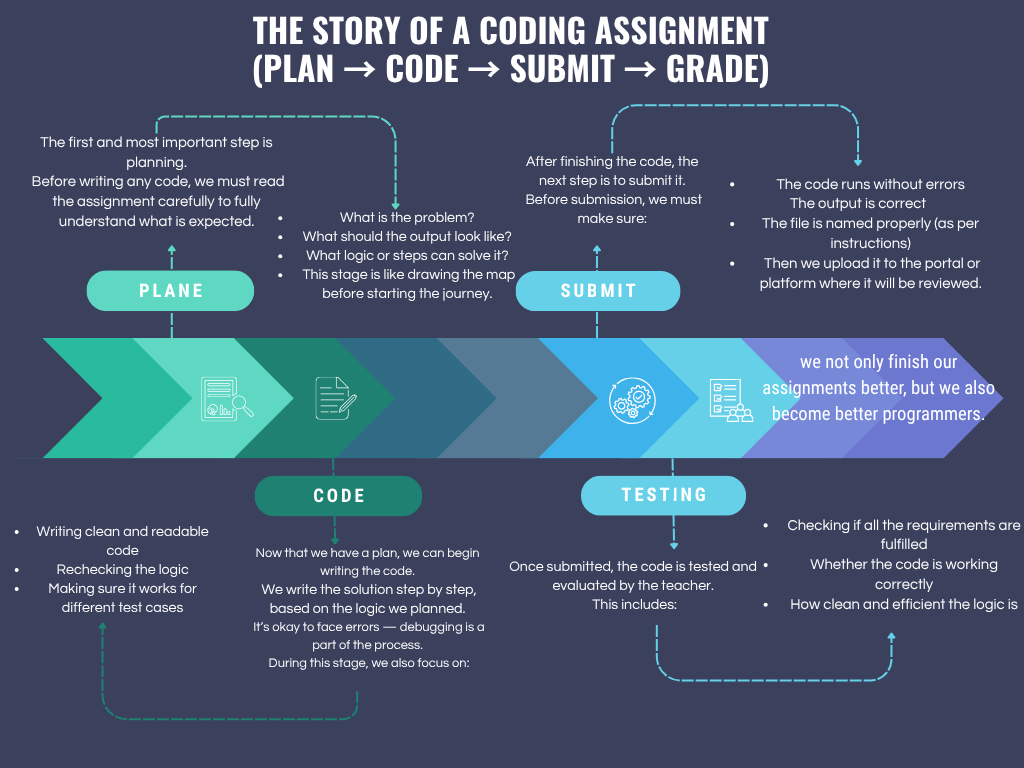 THE STORY OF A CODING ASSIGNMENT
(PLAN → CODE → SUBMIT → GRADE)
The first and most important step is
planning.
Before writing any code, we must read
the assignment carefully to fully
understand what is expected.
• What is the problem?
• What should the output look like?
• What logic or steps can solve it?
• This stage is like drawing the map
before starting the journey.
After finishing the code, the
next step is to submit it.
Before submission, we must
make sure:
• The code runs without errors
The output is correct
• The file is named properly (as per
instructions)
• Then we upload it to the portal or
platform where it will be reviewed.
PLANE
SUBMIT
we not only finish our
assignments better, but we also
become better programmers.
CODE
TESTING
• Writing clean and readable
code
• Rechecking the logic
• Making sure it works for
different test cases
Now that we have a plan, we can begin
writing the code.
We write the solution step by step,
based on the logic we planned.
It's okay to face errors — debugging is a
part of the process.
During this stage, we also focus on:
Once submitted, the code is tested and
evaluated by the teacher.
This includes:
• Checking if all the requirements are
fulfilled
• Whether the code is working
correctly
• How clean and efficient the logic is